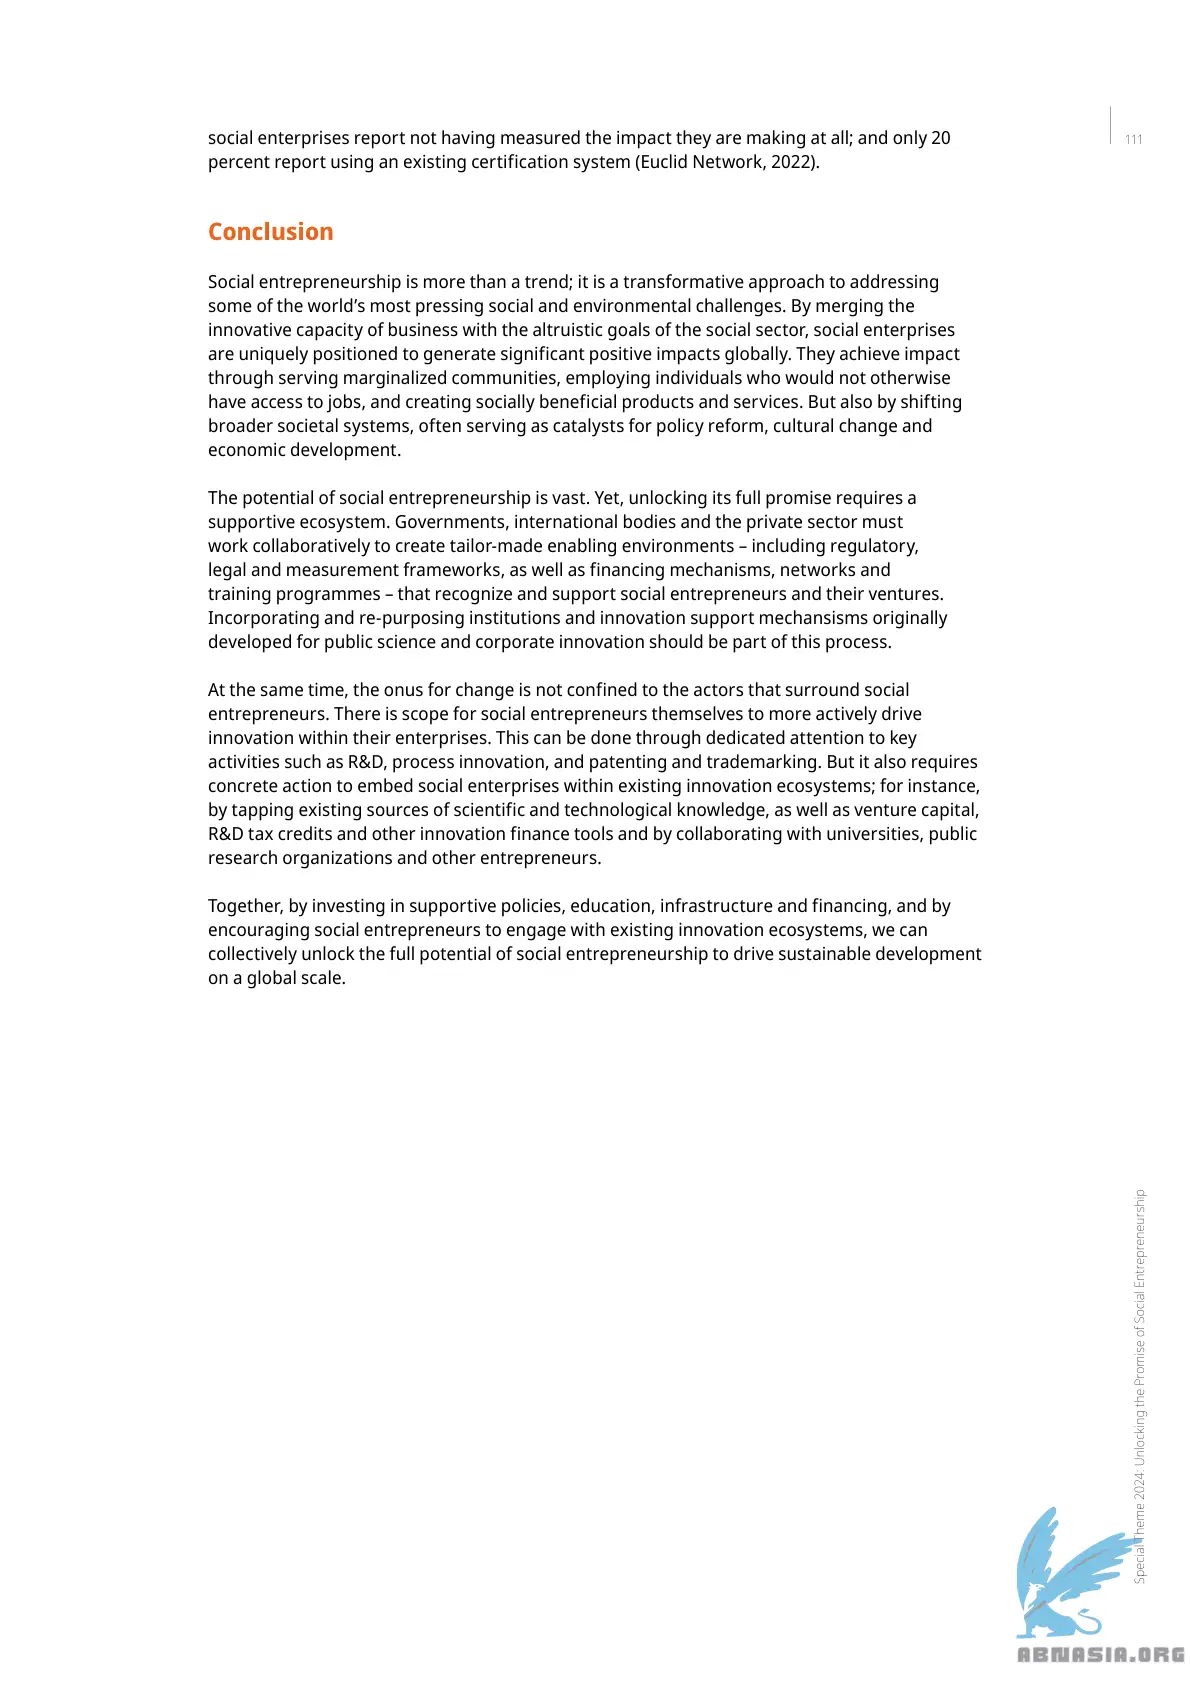 social enterprises report not having measured the impact they are making at all; and only 20
percent report using an existing certification system (Euclid Network, 2022).
111
Conclusion
Social entrepreneurship is more than a trend; it is a transformative approach to addressing
some of the world’s most pressing social and environmental challenges. By merging the
innovative capacity of business with the altruistic goals of the social sector, social enterprises
are uniquely positioned to generate significant positive impacts globally. They achieve impact
through serving marginalized communities, employing individuals who would not otherwise
have access to jobs, and creating socially beneficial products and services. But also by shifting
broader societal systems, often serving as catalysts for policy reform, cultural change and
economic development.
The potential of social entrepreneurship is vast. Yet, unlocking its full promise requires a
supportive ecosystem. Governments, international bodies and the private sector must
work collaboratively to create tailor-made enabling environments – including regulatory,
legal and measurement frameworks, as well as financing mechanisms, networks and
training programmes – that recognize and support social entrepreneurs and their ventures.
Incorporating and re-purposing institutions and innovation support mechansisms originally
developed for public science and corporate innovation should be part of this process.
At the same time, the onus for change is not confined to the actors that surround social
entrepreneurs. There is scope for social entrepreneurs themselves to more actively drive
innovation within their enterprises. This can be done through dedicated attention to key
activities such as R&D, process innovation, and patenting and trademarking. But it also requires
concrete action to embed social enterprises within existing innovation ecosystems; for instance,
by tapping existing sources of scientific and technological knowledge, as well as venture capital,
R&D tax credits and other innovation finance tools and by collaborating with universities, public
research organizations and other entrepreneurs.
Together, by investing in supportive policies, education, infrastructure and financing, and by
encouraging social entrepreneurs to engage with existing innovation ecosystems, we can
collectively unlock the full potential of social entrepreneurship to drive sustainable development
on a global scale.
Special Theme 2024: Unlocking the Promise of Social Entrepreneurship
ABNASIA.ORG